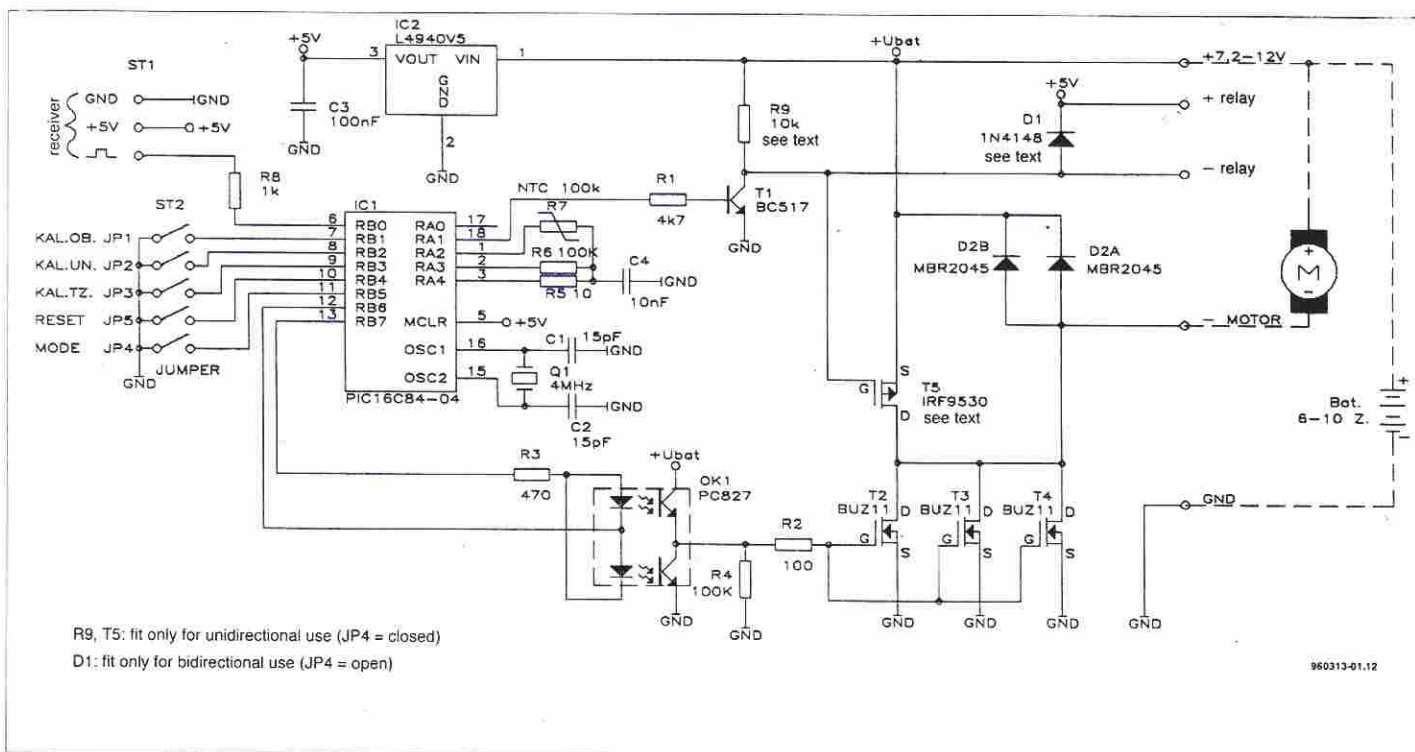 IC2
L4940V5
+5V
3 VOUT VIN 1
GND
2
GND
C3
100nF
GND
ST1
receiver
GND GND
+5V +5V
R8
1k
ST2
KAL.OB. JP1
KAL.UN. JP2
KAL.TZ. JP3
RESET JP5
MODE JP4
GND
JUMPER
IC1
6 RB0
7 RB1
8 RB2
9 RB3
10 RB4
11 RB5
12 RB6
13 RB7
RA0 17
RA1 18
RA2 1
RA3 2
RA4 3
MCLR 5 +5V
OSC1 16
OSC2 15
PIC16C84-04
NTC 100k
R7
R6 100K
R5 10
C4
10nF
GND
C1 15pF
GND
Q1
4MHz
GND
C2
15pF
R1
4k7
T1
BC517
GND
R9
10k
see text
+Ubat
+7,2-12V
+5V
+ relay
D1
1N4148
see text
- relay
D2B
MBR2045
D2A
MBR2045
M
+
-
- MOTOR
S
G
D
T5
IRF9530
see text
Bat.
6-10 Z.
+
-
GND
GND
R3
470
+Ubat
OK1
PC827
GND
R4
100K
GND
R2
100
T2
BUZ11 D
G
S
GND
T3
BUZ11 D
G
S
GND
T4
BUZ11 D
G
S
GND
R9, T5: fit only for unidirectional use (JP4 = closed)
D1: fit only for bidirectional use (JP4 = open)
960313-01.12